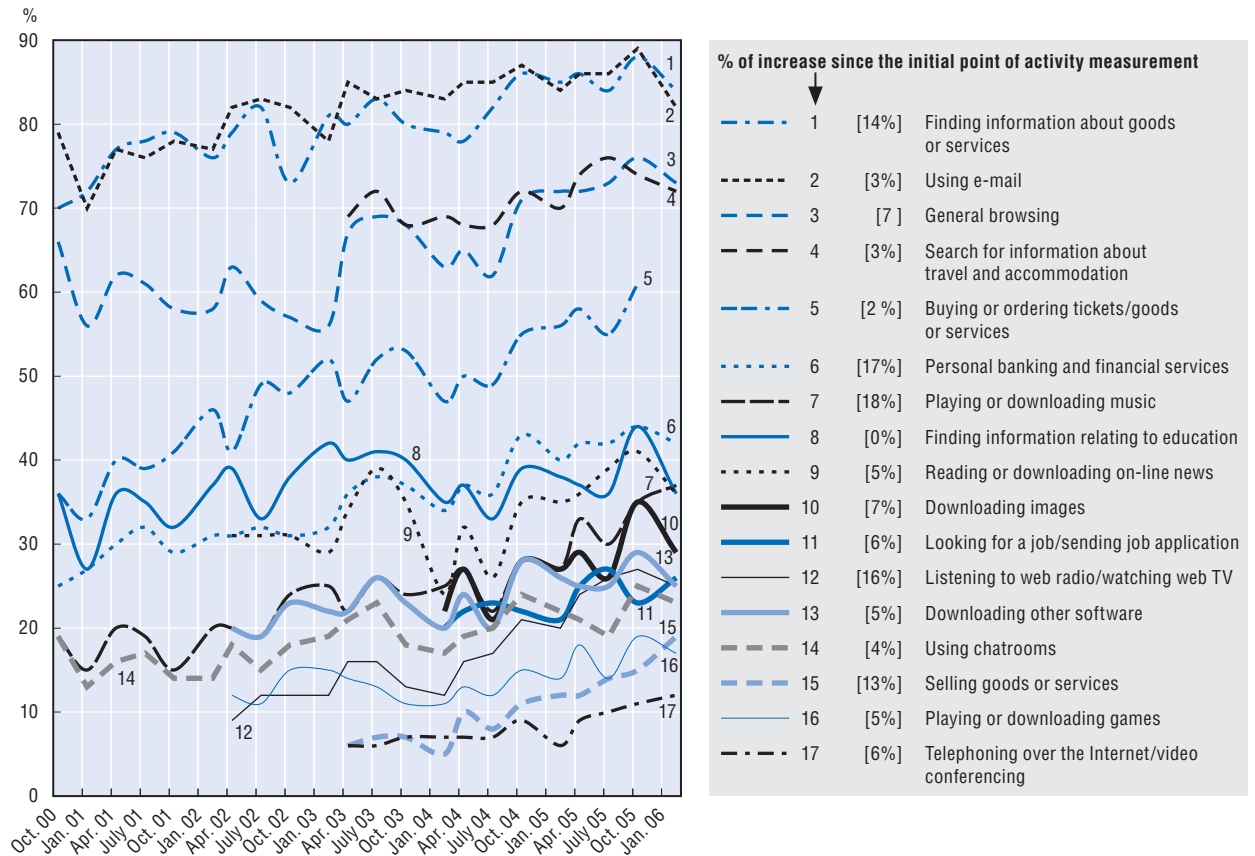 %
90
80
70
60
50
40
30
20
10
0
1
2
3
4
5
6
8
7
9
10
13
11
15
14
16
12
17
Oct. 00
Jan. 01
Apr. 01
July 01
Oct. 01
Jan. 02
Apr. 02
July 02
Oct. 02
Jan. 03
Apr. 03
July 03
Oct. 03
Jan. 04
Apr. 04
July 04
Oct. 04
Jan. 05
Apr. 05
July 05
Oct. 05
Jan. 06
% of increase since the initial point of activity measurement
1 [14%] Finding information about goods
or services
2 [3%] Using e-mail
3 [7 ] General browsing
4 [3%] Search for information about
travel and accommodation
5 [2 %] Buying or ordering tickets/goods
or services
6 [17%] Personal banking and financial services
7 [18%] Playing or downloading music
8 [0%] Finding information relating to education
9 [5%] Reading or downloading on-line news
10 [7%] Downloading images
11 [6%] Looking for a job/sending job application
12 [16%] Listening to web radio/watching web TV
13 [5%] Downloading other software
14 [4%] Using chatrooms
15 [13%] Selling goods or services
16 [5%] Playing or downloading games
17 [6%] Telephoning over the Internet/video
conferencing